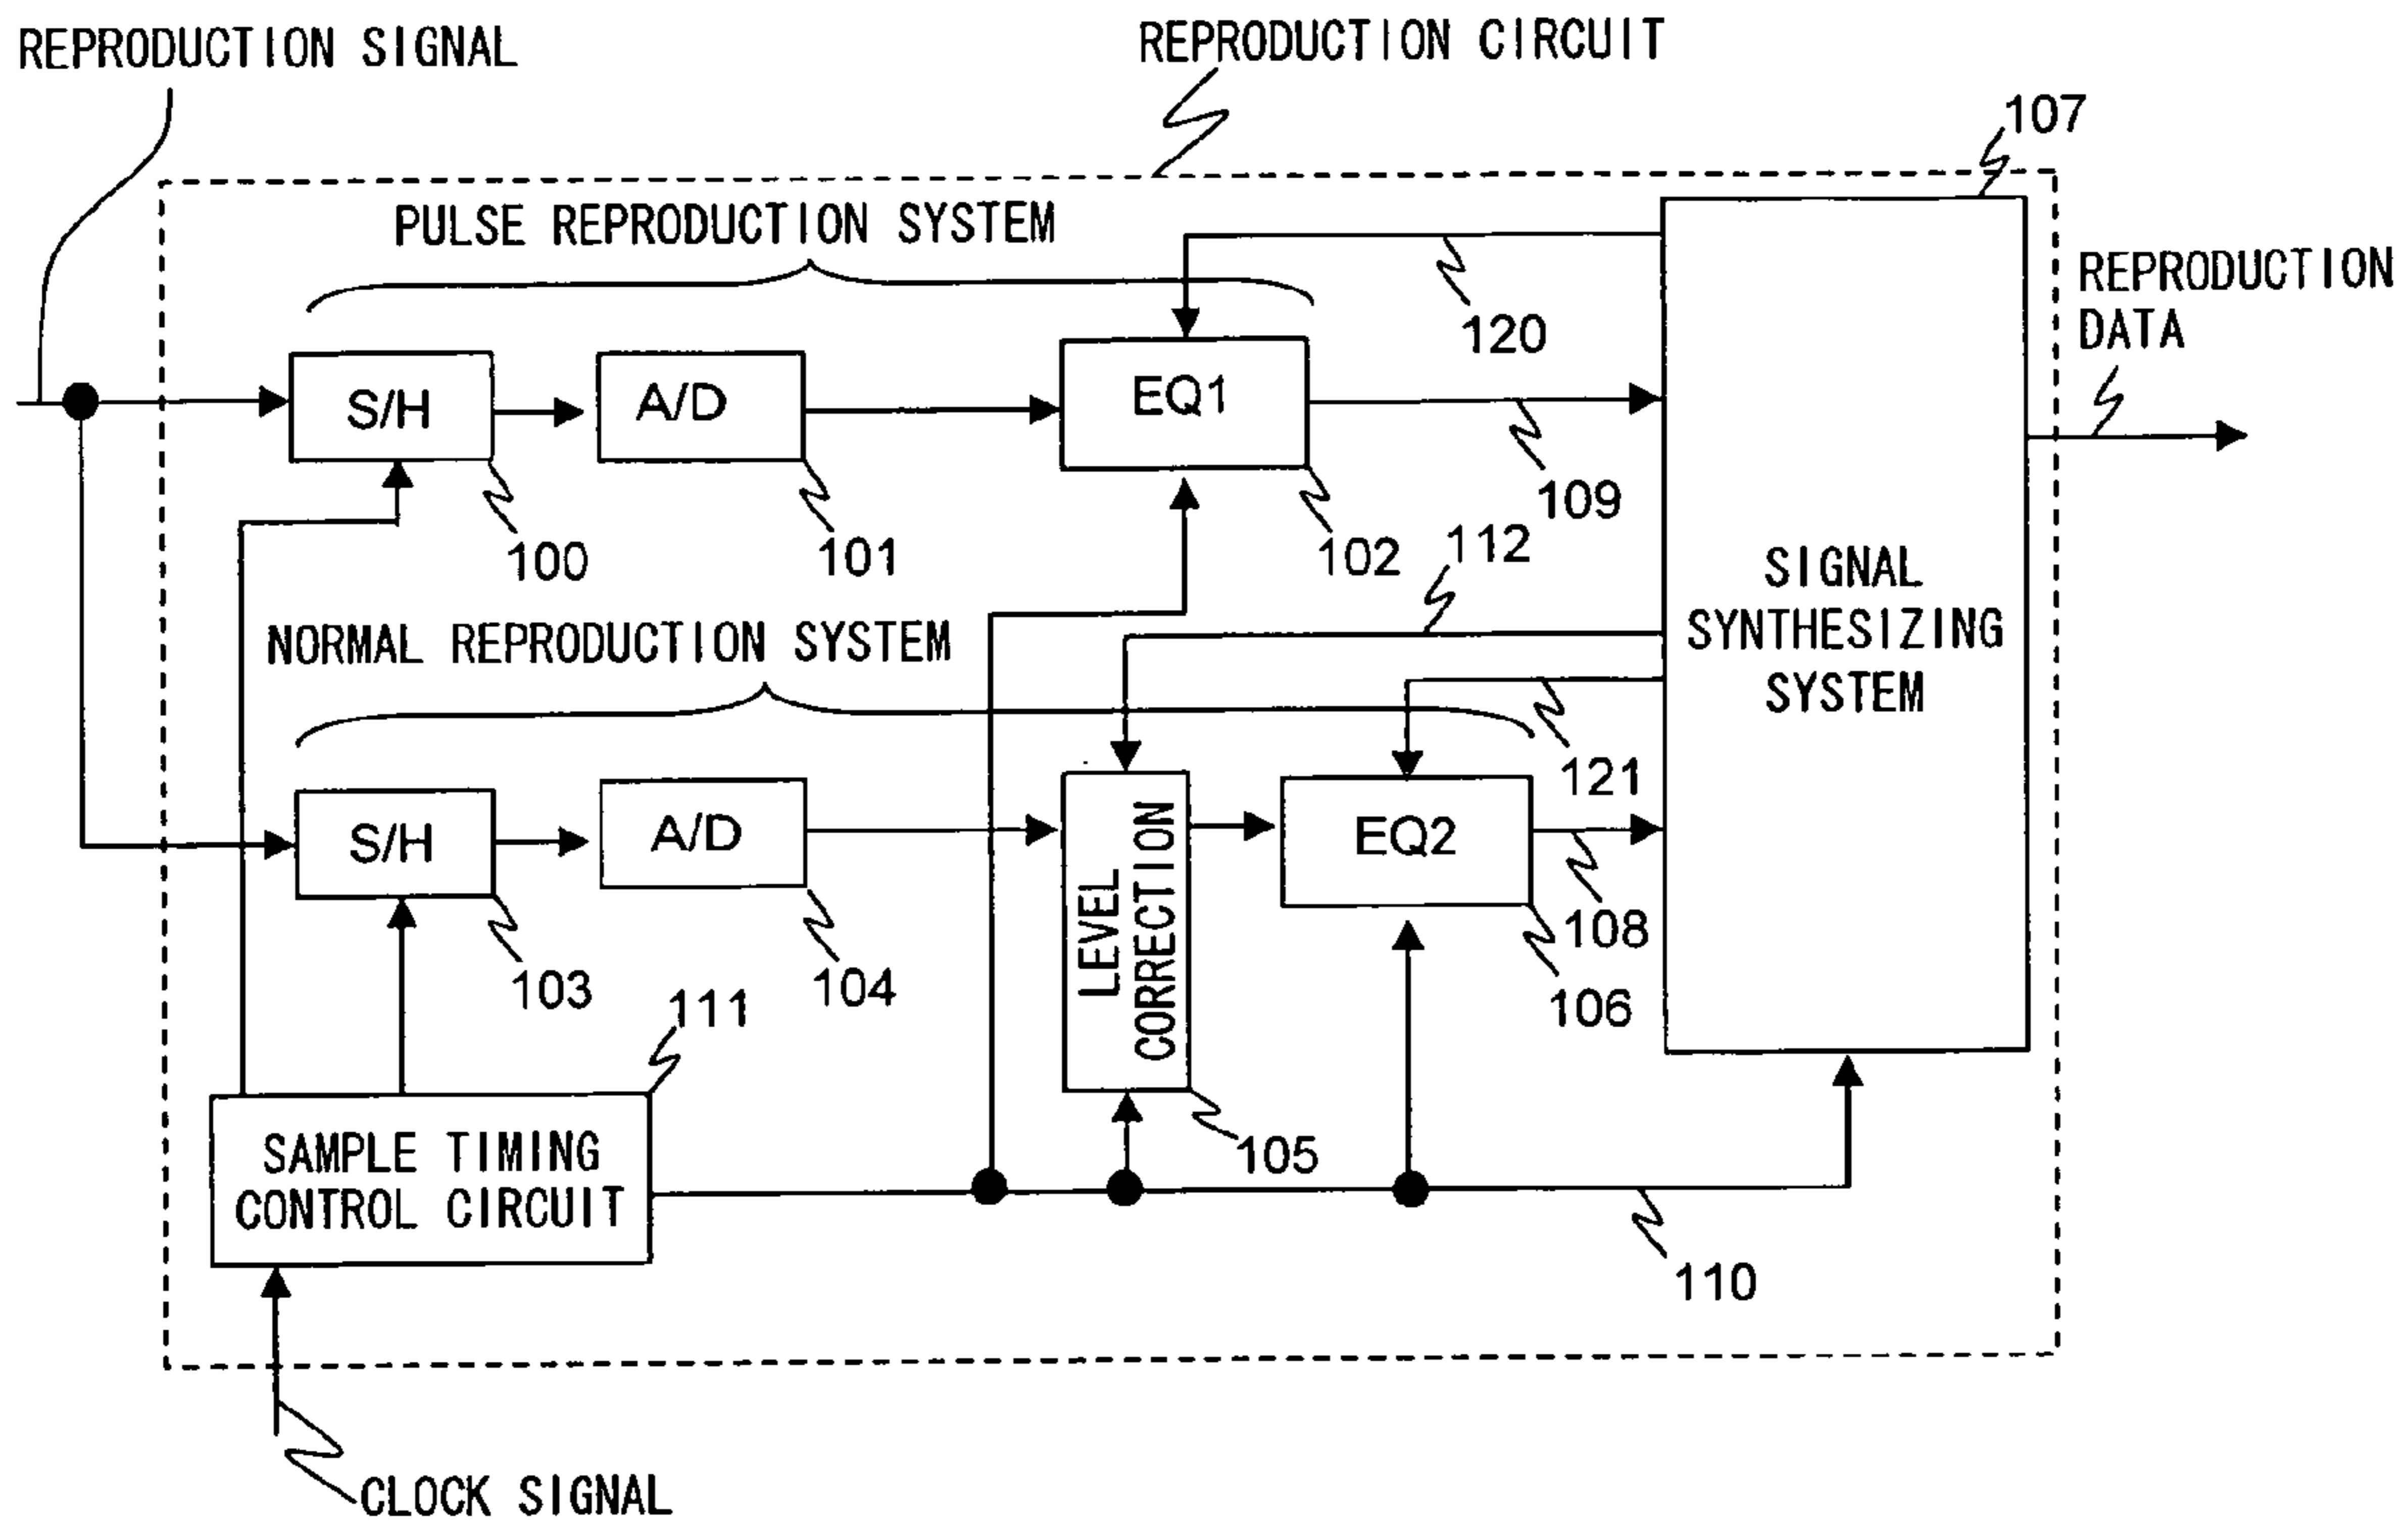 REPRODUCTION SIGNAL
REPRODUCTION CIRCUIT
107
PULSE REPRODUCTION SYSTEM
REPRODUCTION
DATA
120
S/H
A/D
EQ1
109
100
101
102
112
SIGNAL
SYNTHESIZING
SYSTEM
NORMAL REPRODUCTION SYSTEM
121
S/H
A/D
LEVEL
CORRECTION
EQ2
108
103
104
106
111
105
SAMPLE TIMING
CONTROL CIRCUIT
110
CLOCK SIGNAL